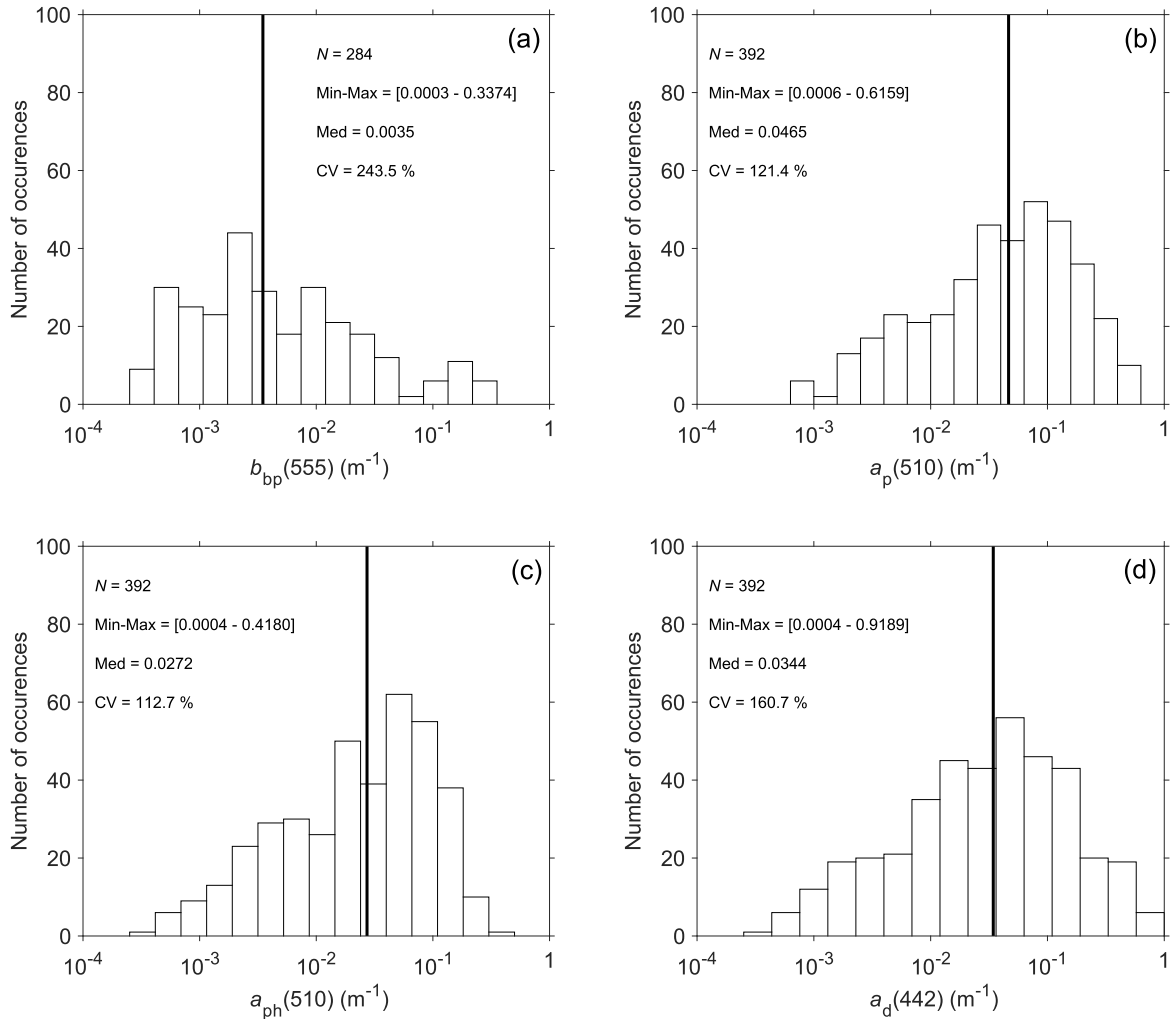 (a)
N = 284
Min-Max = [0.0003 - 0.3374]
Med = 0.0035
CV = 243.5 %
Number of occurences
100
80
60
40
20
0
10-4 10-3 10-2 10-1 1
bbp(555) (m-1)
(b)
N = 392
Min-Max = [0.0006 - 0.6159]
Med = 0.0465
CV = 121.4 %
Number of occurences
100
80
60
40
20
0
10-4 10-3 10-2 10-1 1
ap(510) (m-1)
(c)
N = 392
Min-Max = [0.0004 - 0.4180]
Med = 0.0272
CV = 112.7 %
Number of occurences
100
80
60
40
20
0
10-4 10-3 10-2 10-1 1
aph(510) (m-1)
(d)
N = 392
Min-Max = [0.0004 - 0.9189]
Med = 0.0344
CV = 160.7 %
Number of occurences
100
80
60
40
20
0
10-4 10-3 10-2 10-1 1
ad(442) (m-1)